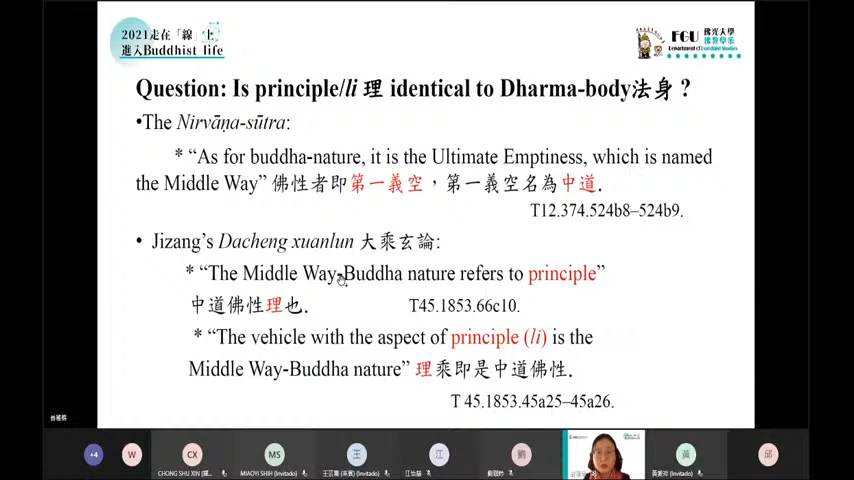 2021走在「線」上
進入Buddhist life
FGU 佛光大學
佛教學系
Department of Buddhist Studies
Question: Is principle/li 理 identical to Dharma-body法身 ?
•The Nirvāṇa-sūtra:
* “As for buddha-nature, it is the Ultimate Emptiness, which is named
the Middle Way” 佛性者即第一義空，第一義空名為中道.
T12.374.524b8–524b9.
• Jizang’s Dacheng xuanlun 大乘玄論:
* “The Middle Way-Buddha nature refers to principle”
中道佛性理也. T45.1853.66c10.
* “The vehicle with the aspect of principle (li) is the
Middle Way-Buddha nature” 理乘即是中道佛性.
T 45.1853.45a25–45a26.
+4 W CX MS 王 江 黃 邱
CHONG SHU XIN MIAOYI SHIH (Invitado) (Invitado)